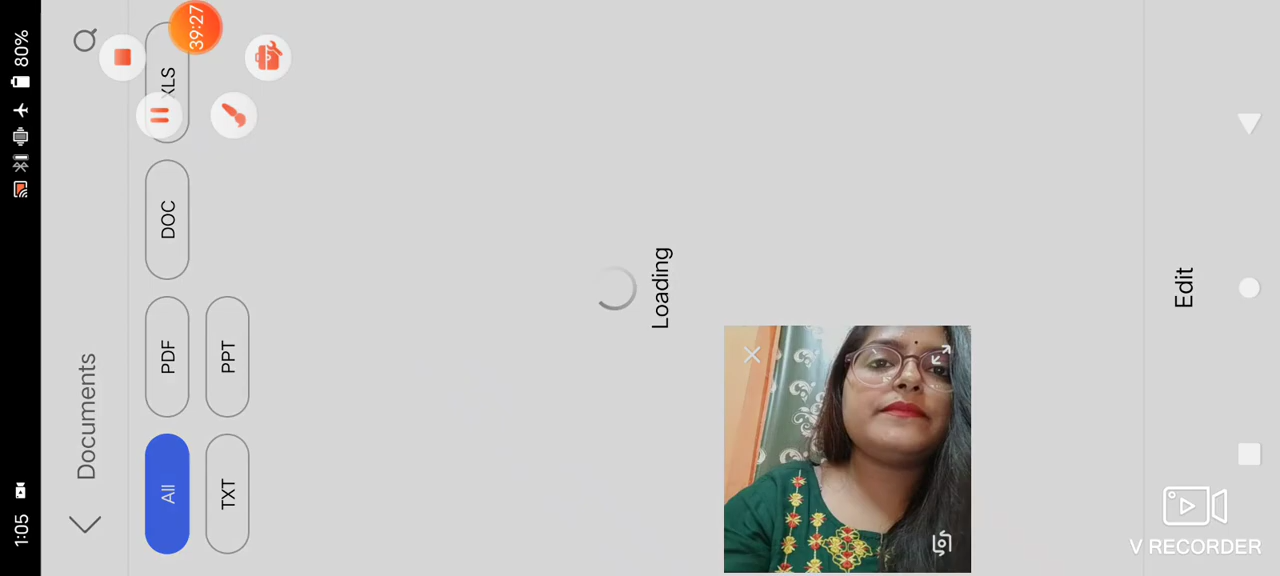 1:05
80%
39:27
Documents
All
PDF
DOC
XLS
TXT
PPT
Loading
Edit
V RECORDER